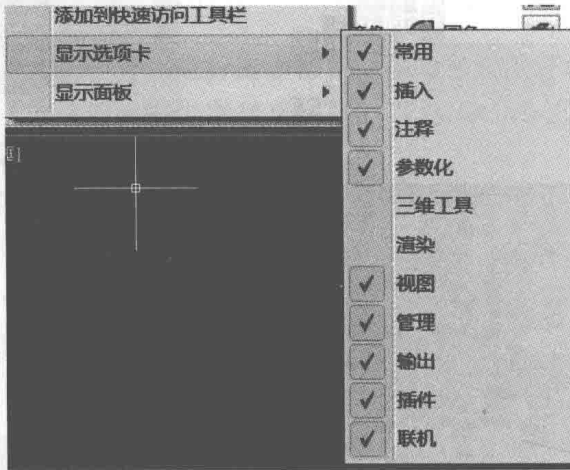 添加到快速访问工具栏
显示选项卡
显示面板
常用
插入
注释
参数化
三维工具
渲染
视图
管理
输出
插件
联机